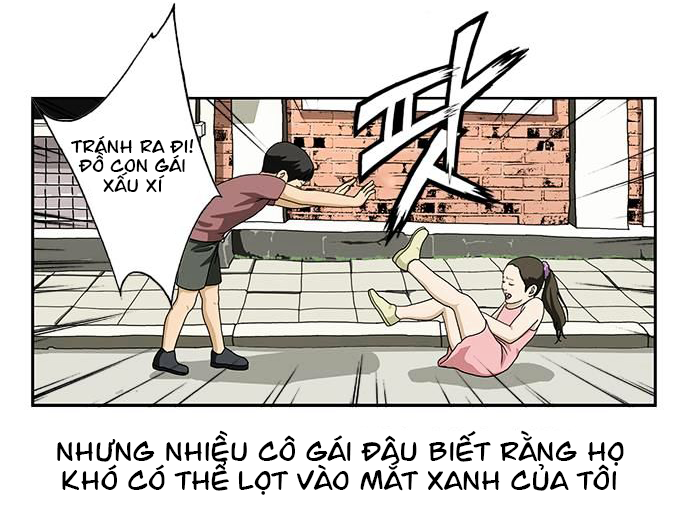 TRÁNH RA ĐI!
ĐỒ CON GÁI
XẤU XÍ
팟
NHƯNG NHIỀU CÔ GÁI ĐÂU BIẾT RẰNG HỌ
KHÓ CÓ THỂ LỌT VÀO MẮT XANH CỦA TÔI